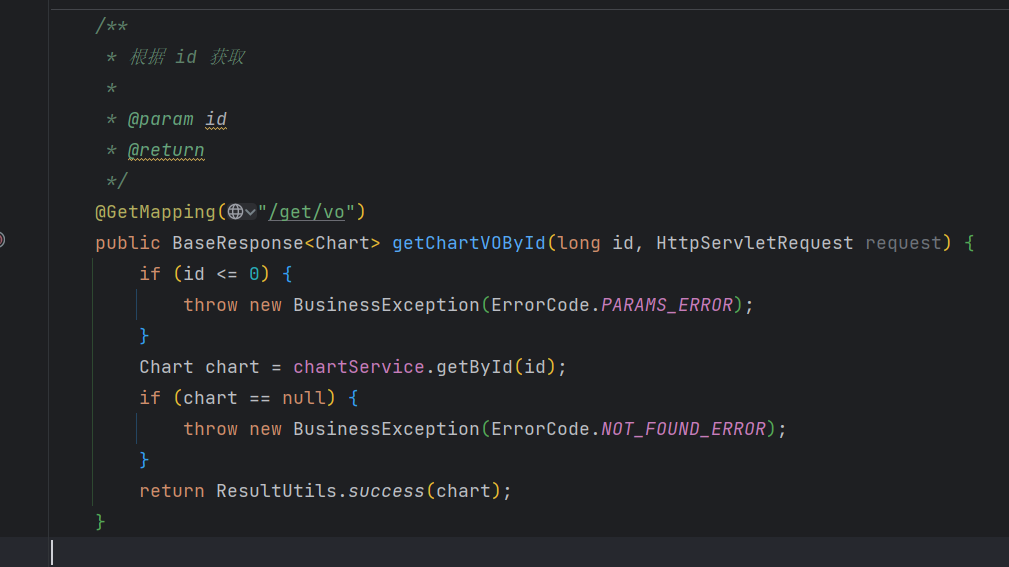 /**
 * 根据 id 获取
 *
 * @param id
 * @return
 */
@GetMapping("/get/vo")
public BaseResponse<Chart> getChartVOById(long id, HttpServletRequest request) {
    if (id <= 0) {
        throw new BusinessException(ErrorCode.PARAMS_ERROR);
    }
    Chart chart = chartService.getById(id);
    if (chart == null) {
        throw new BusinessException(ErrorCode.NOT_FOUND_ERROR);
    }
    return ResultUtils.success(chart);
}